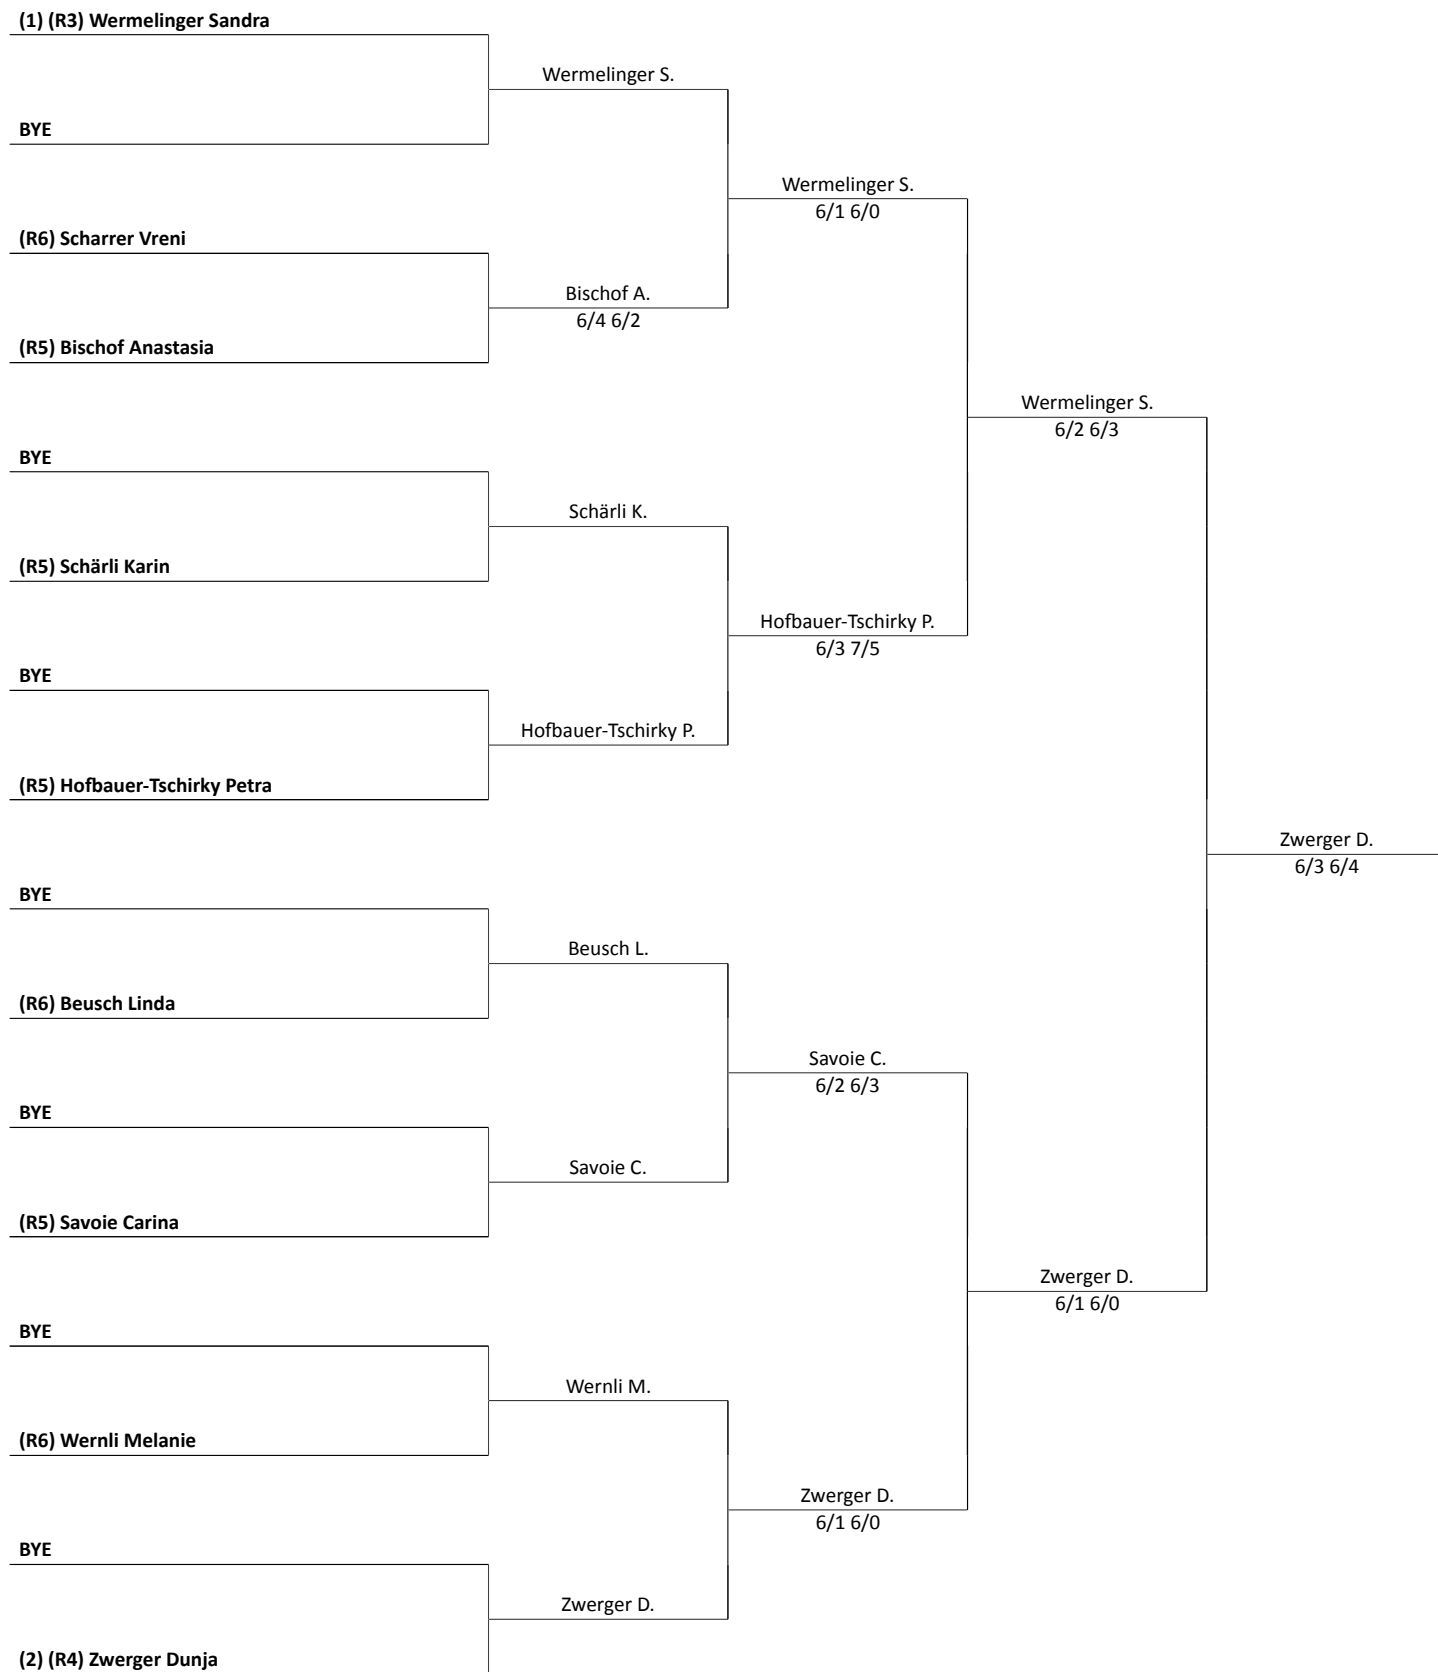 (1) (R3) Wermelinger Sandra
Wermelinger S.
BYE
Wermelinger S.
6/1 6/0
(R6) Scharrer Vreni
Bischof A.
6/4 6/2
(R5) Bischof Anastasia
Wermelinger S.
6/2 6/3
BYE
Schärli K.
(R5) Schärli Karin
Hofbauer-Tschirky P.
6/3 7/5
BYE
Hofbauer-Tschirky P.
(R5) Hofbauer-Tschirky Petra
Zwerger D.
6/3 6/4
BYE
Beusch L.
(R6) Beusch Linda
Savoie C.
6/2 6/3
BYE
Savoie C.
(R5) Savoie Carina
Zwerger D.
6/1 6/0
BYE
Wernli M.
(R6) Wernli Melanie
Zwerger D.
6/1 6/0
BYE
Zwerger D.
(2) (R4) Zwerger Dunja